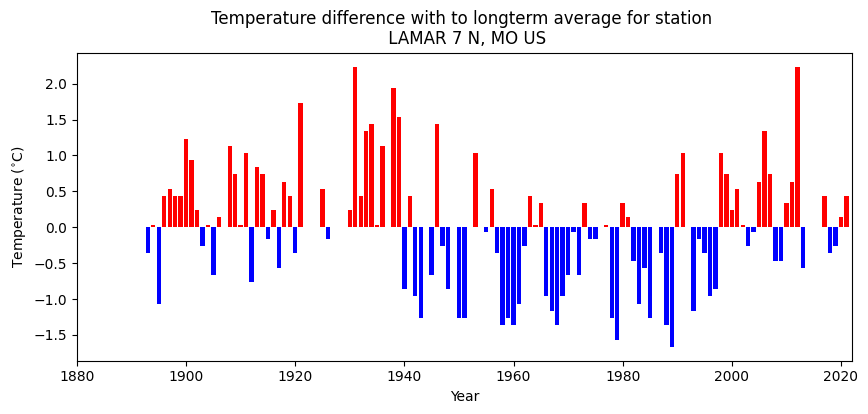 Temperature difference with to longterm average for station
LAMAR 7 N, MO US
Temperature (°C)
2.0
1.5
1.0
0.5
0.0
−0.5
−1.0
−1.5
1880 1900 1920 1940 1960 1980 2000 2020
Year